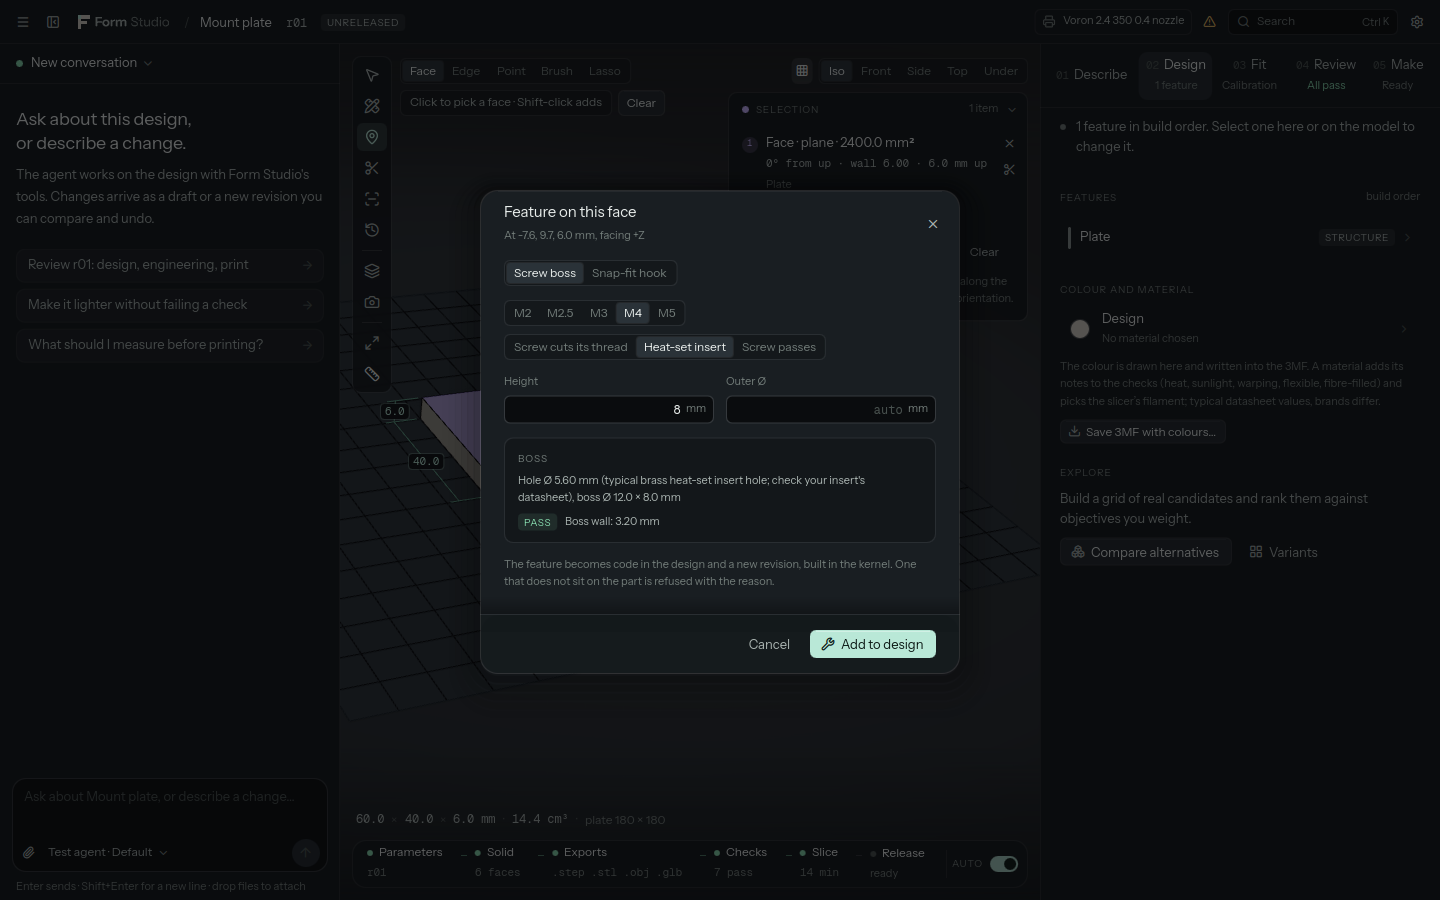 Form Studio / Mount plate r01 UNRELEASED
Voron 2.4 350 0.4 nozzle
Search Ctrl K
New conversation
Ask about this design,
or describe a change.
The agent works on the design with Form Studio's
tools. Changes arrive as a draft or a new revision you
can compare and undo.
Review r01: design, engineering, print
Make it lighter without failing a check
What should I measure before printing?
Ask about Mount plate, or describe a change...
Test agent · Default
Enter sends · Shift+Enter for a new line · drop files to attach
Face Edge Point Brush Lasso
Click to pick a face · Shift-click adds Clear
Iso Front Side Top Under
SELECTION 1 item
1 Face · plane · 2400.0 mm²
0° from up · wall 6.00 · 6.0 mm up
Plate
Clear
along the
orientation.
6.0
40.0
Feature on this face
At -7.6, 9.7, 6.0 mm, facing +Z
Screw boss Snap-fit hook
M2 M2.5 M3 M4 M5
Screw cuts its thread Heat-set insert Screw passes
Height Outer Ø
8 mm auto mm
BOSS
Hole Ø 5.60 mm (typical brass heat-set insert hole; check your insert's
datasheet), boss Ø 12.0 × 8.0 mm
PASS Boss wall: 3.20 mm
The feature becomes code in the design and a new revision, built in the kernel. One
that does not sit on the part is refused with the reason.
Cancel Add to design
60.0 × 40.0 × 6.0 mm · 14.4 cm³ · plate 180 × 180
Parameters Solid Exports Checks Slice Release
r01 6 faces .step .stl .obj .glb 7 pass 14 min ready
AUTO
01 Describe 02 Design 03 Fit 04 Review 05 Make
1 feature Calibration All pass Ready
1 feature in build order. Select one here or on the model to
change it.
FEATURES build order
Plate STRUCTURE
COLOUR AND MATERIAL
Design
No material chosen
The colour is drawn here and written into the 3MF. A material adds its
notes to the checks (heat, sunlight, warping, flexible, fibre-filled) and
picks the slicer's filament; typical datasheet values, brands differ.
Save 3MF with colours...
EXPLORE
Build a grid of real candidates and rank them against
objectives you weight.
Compare alternatives Variants